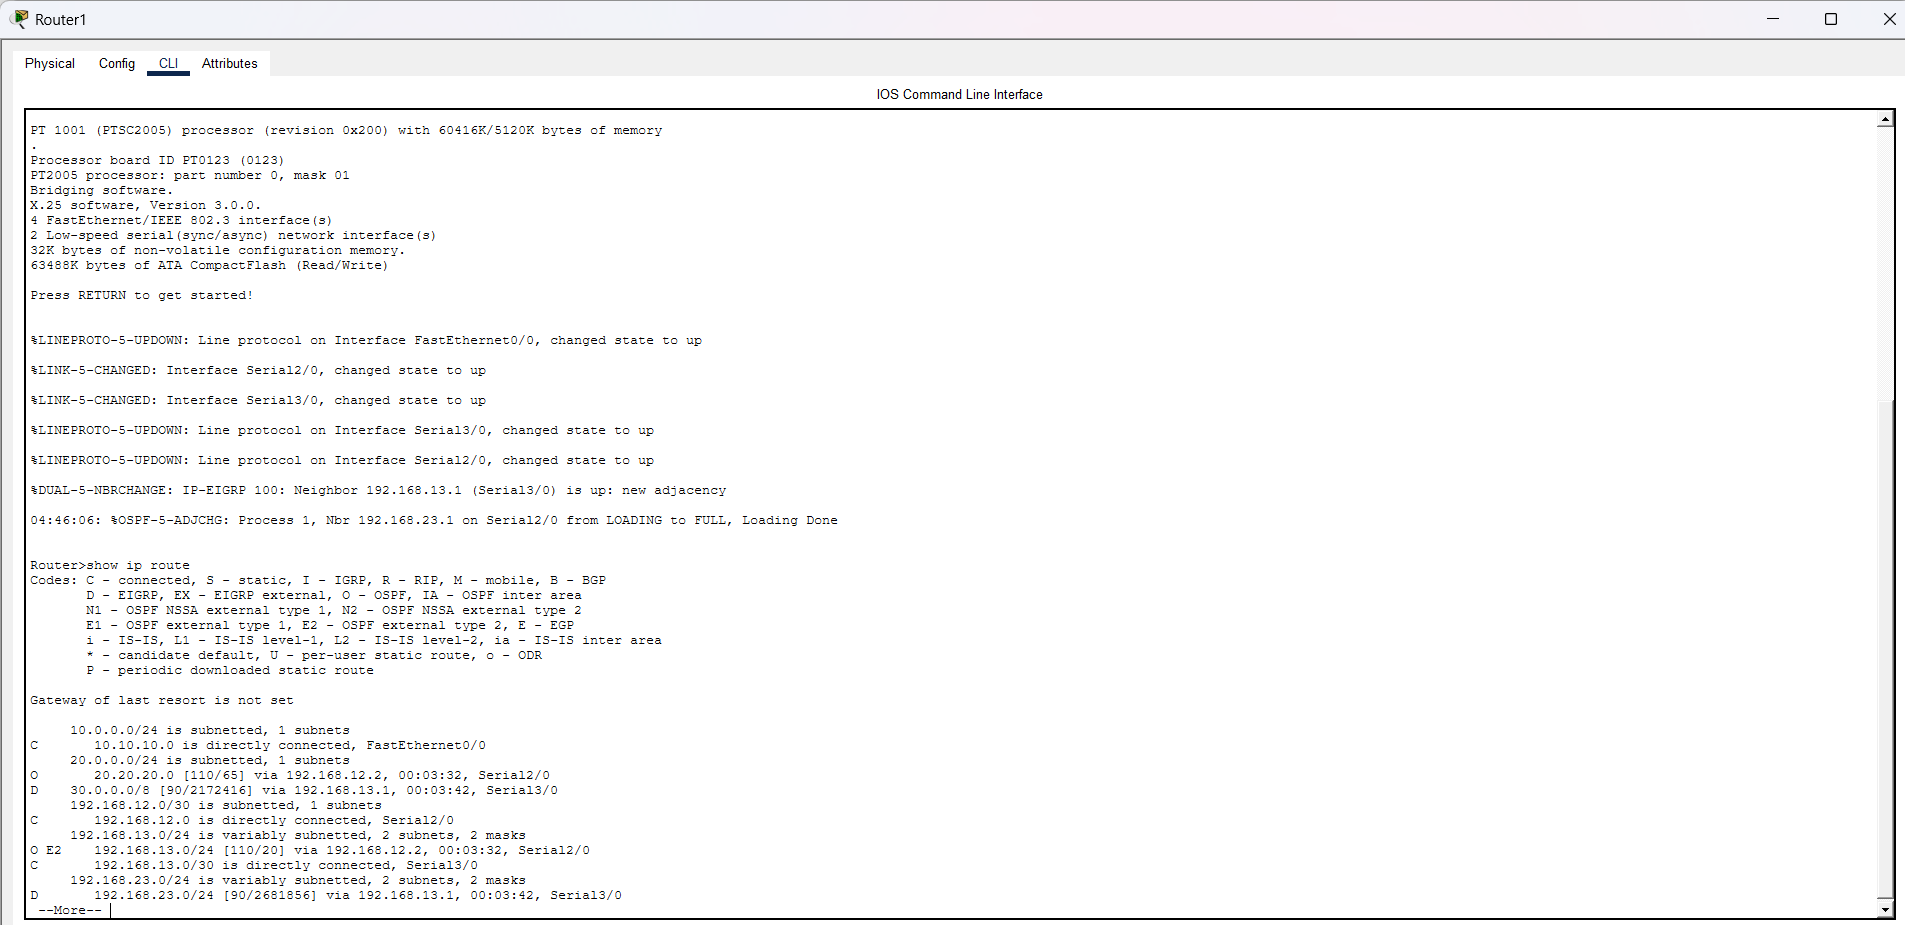 Router1
Physical Config CLI Attributes
IOS Command Line Interface
PT 1001 (PTSC2005) processor (revision 0x200) with 60416K/5120K bytes of memory
.
Processor board ID PT0123 (0123)
PT2005 processor: part number 0, mask 01
Bridging software.
X.25 software, Version 3.0.0.
4 FastEthernet/IEEE 802.3 interface(s)
2 Low-speed serial(sync/async) network interface(s)
32K bytes of non-volatile configuration memory.
63488K bytes of ATA CompactFlash (Read/Write)
Press RETURN to get started!
%LINEPROTO-5-UPDOWN: Line protocol on Interface FastEthernet0/0, changed state to up
%LINK-5-CHANGED: Interface Serial2/0, changed state to up
%LINK-5-CHANGED: Interface Serial3/0, changed state to up
%LINEPROTO-5-UPDOWN: Line protocol on Interface Serial3/0, changed state to up
%LINEPROTO-5-UPDOWN: Line protocol on Interface Serial2/0, changed state to up
%DUAL-5-NBRCHANGE: IP-EIGRP 100: Neighbor 192.168.13.1 (Serial3/0) is up: new adjacency
04:46:06: %OSPF-5-ADJCHG: Process 1, Nbr 192.168.23.1 on Serial2/0 from LOADING to FULL, Loading Done
Router>show ip route
Codes: C - connected, S - static, I - IGRP, R - RIP, M - mobile, B - BGP
D - EIGRP, EX - EIGRP external, O - OSPF, IA - OSPF inter area
N1 - OSPF NSSA external type 1, N2 - OSPF NSSA external type 2
E1 - OSPF external type 1, E2 - OSPF external type 2, E - EGP
i - IS-IS, L1 - IS-IS level-1, L2 - IS-IS level-2, ia - IS-IS inter area
* - candidate default, U - per-user static route, o - ODR
P - periodic downloaded static route
Gateway of last resort is not set
10.0.0.0/24 is subnetted, 1 subnets
C 10.10.10.0 is directly connected, FastEthernet0/0
20.0.0.0/24 is subnetted, 1 subnets
O 20.20.20.0 [110/65] via 192.168.12.2, 00:03:32, Serial2/0
D 30.0.0.0/8 [90/2172416] via 192.168.13.1, 00:03:42, Serial3/0
192.168.12.0/30 is subnetted, 1 subnets
C 192.168.12.0 is directly connected, Serial2/0
192.168.13.0/24 is variably subnetted, 2 subnets, 2 masks
O E2 192.168.13.0/24 [110/20] via 192.168.12.2, 00:03:32, Serial2/0
C 192.168.13.0/30 is directly connected, Serial3/0
192.168.23.0/24 is variably subnetted, 2 subnets, 2 masks
D 192.168.23.0/24 [90/2681856] via 192.168.13.1, 00:03:42, Serial3/0
--More--